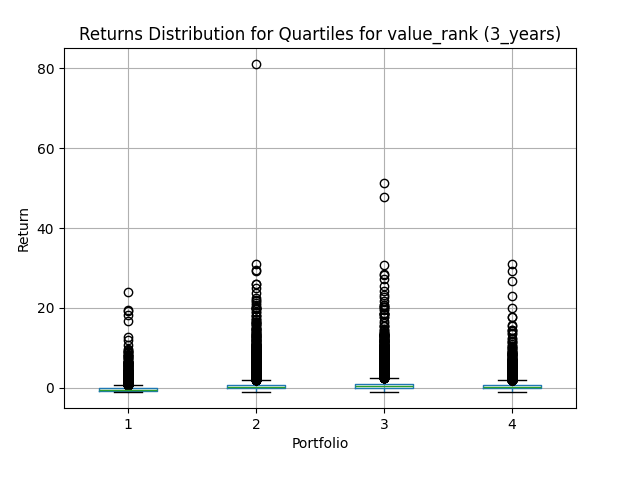 Returns Distribution for Quartiles for value_rank (3_years)
80
60
40
20
0
Return
1 2 3 4
Portfolio